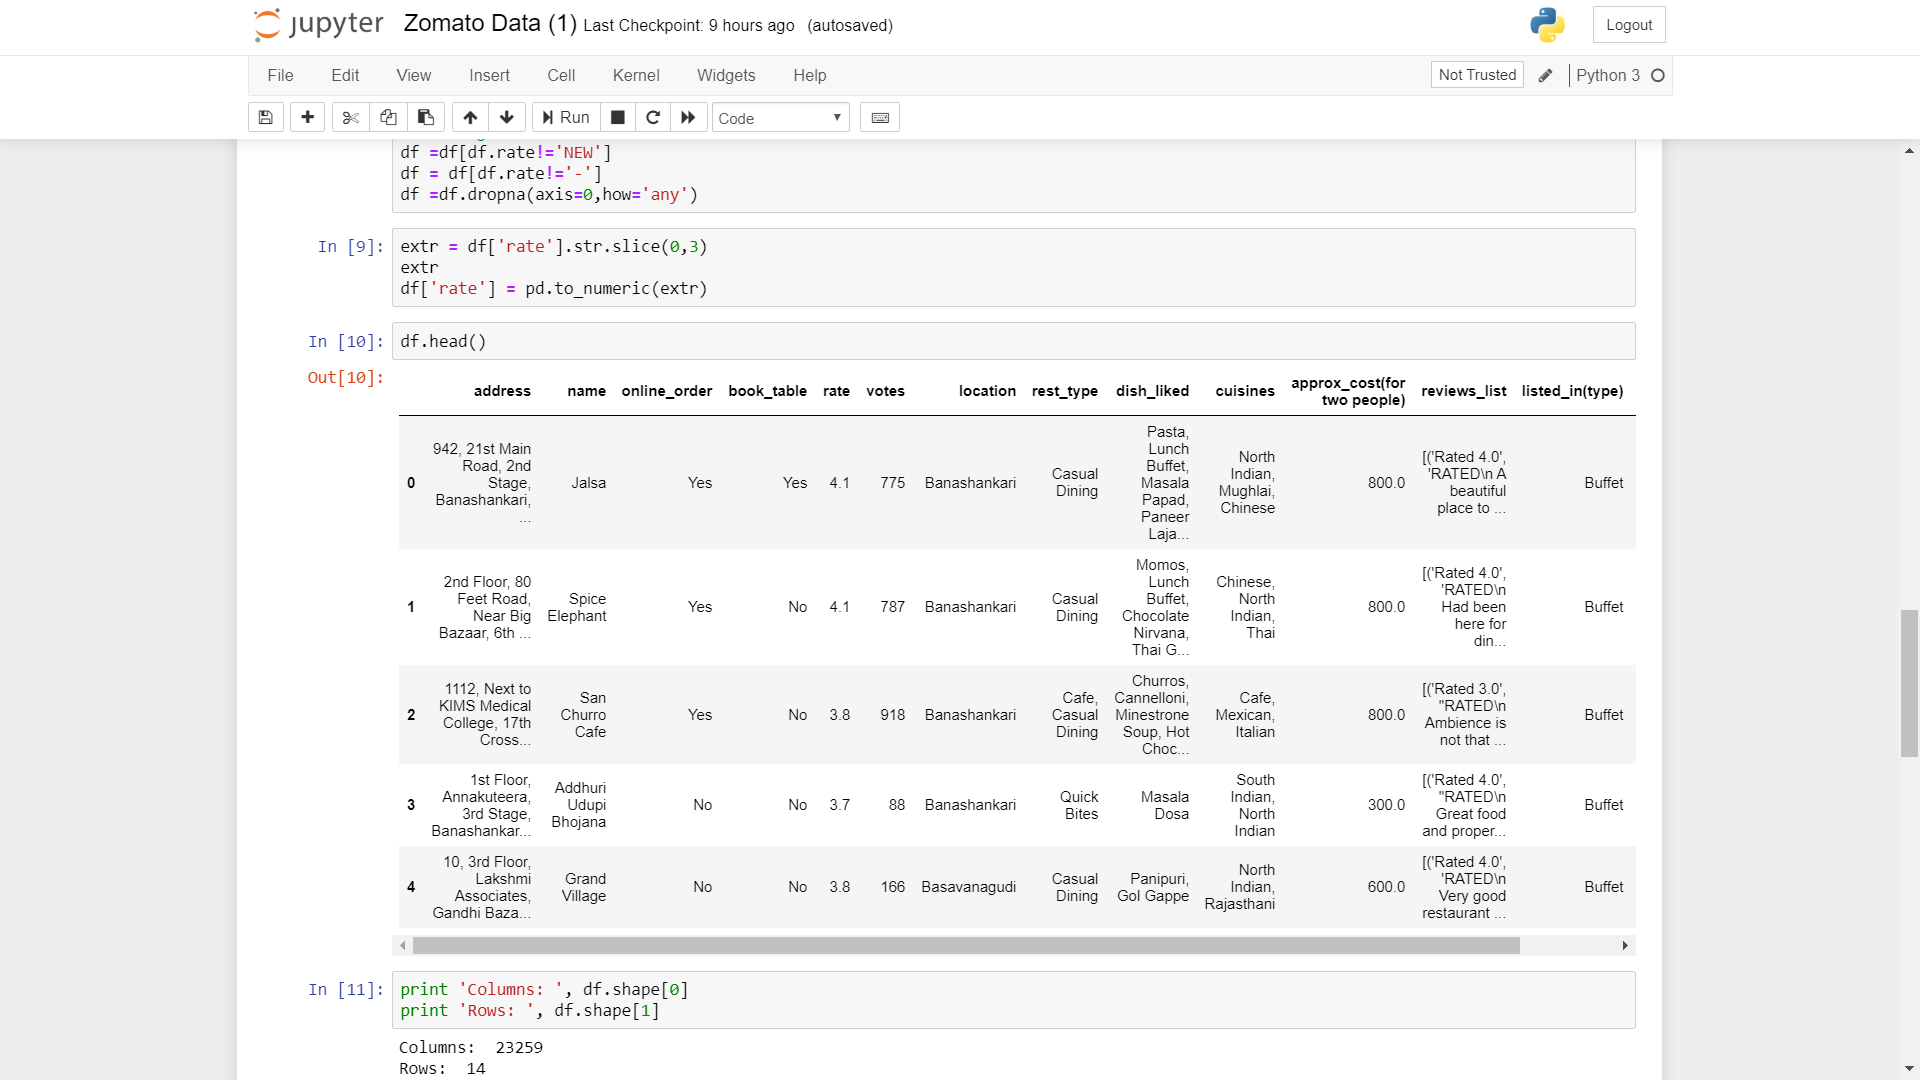 jupyter Zomato Data (1) Last Checkpoint: 9 hours ago (autosaved) Logout
File Edit View Insert Cell Kernel Widgets Help Not Trusted Python 3
Run Code
df =df[df.rate!='NEW']
df = df[df.rate!='-']
df =df.dropna(axis=0,how='any')
In [9]: extr = df['rate'].str.slice(0,3)
extr
df['rate'] = pd.to_numeric(extr)
In [10]: df.head()
Out[10]:
address name online_order book_table rate votes location rest_type dish_liked cuisines approx_cost(for two people) reviews_list listed_in(type)
0 942, 21st Main Road, 2nd Stage, Banashankari, ... Jalsa Yes Yes 4.1 775 Banashankari Casual Dining Pasta, Lunch Buffet, Masala Papad, Paneer Laja... North Indian, Mughlai, Chinese 800.0 [('Rated 4.0', 'RATED\n A beautiful place to ... Buffet
1 2nd Floor, 80 Feet Road, Near Big Bazaar, 6th ... Spice Elephant Yes No 4.1 787 Banashankari Casual Dining Momos, Lunch Buffet, Chocolate Nirvana, Thai G... Chinese, North Indian, Thai 800.0 [('Rated 4.0', 'RATED\n Had been here for din... Buffet
2 1112, Next to KIMS Medical College, 17th Cross... San Churro Cafe Yes No 3.8 918 Banashankari Cafe, Casual Dining Churros, Cannelloni, Minestrone Soup, Hot Choc... Cafe, Mexican, Italian 800.0 [('Rated 3.0', "RATED\n Ambience is not that ... Buffet
3 1st Floor, Annakuteera, 3rd Stage, Banashankar... Addhuri Udupi Bhojana No No 3.7 88 Banashankari Quick Bites Masala Dosa South Indian, North Indian 300.0 [('Rated 4.0', "RATED\n Great food and proper... Buffet
4 10, 3rd Floor, Lakshmi Associates, Gandhi Baza... Grand Village No No 3.8 166 Basavanagudi Casual Dining Panipuri, Gol Gappe North Indian, Rajasthani 600.0 [('Rated 4.0', 'RATED\n Very good restaurant ... Buffet
In [11]: print 'Columns: ', df.shape[0]
print 'Rows: ', df.shape[1]
Columns:  23259
Rows:  14